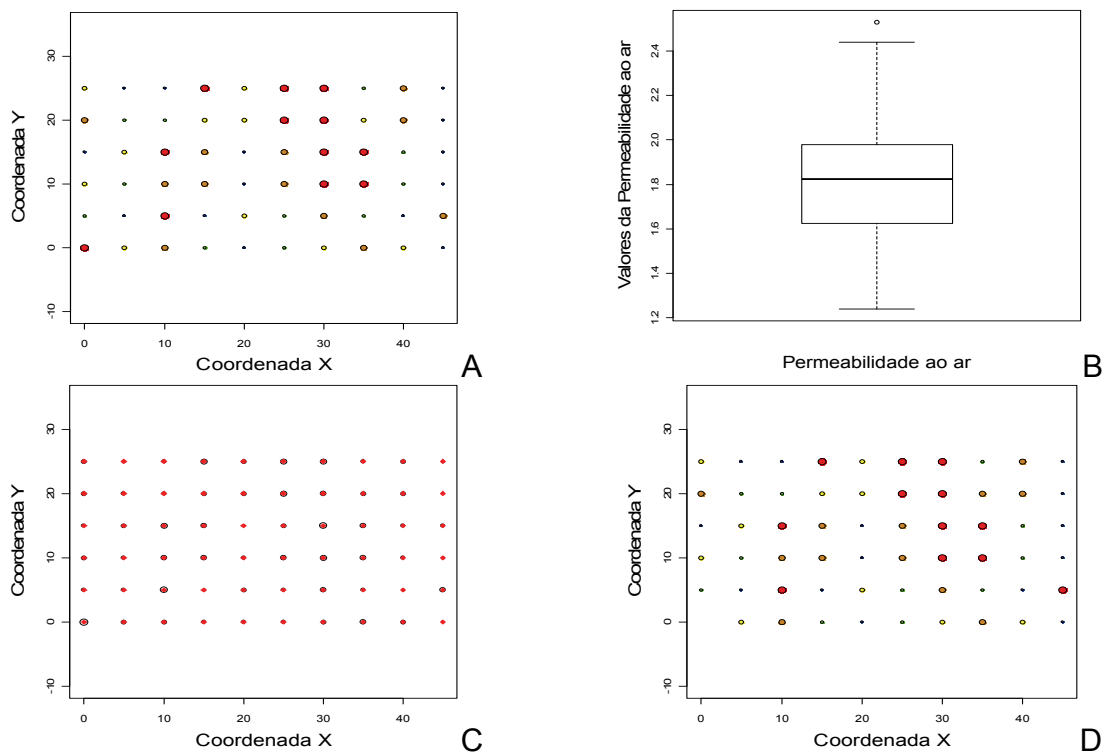 30
20
10
0
-10
Coordenada Y
0 10 20 30 40
Coordenada X
A
2.4
2.2
2.0
1.8
1.6
1.4
1.2
Valores da Permeabilidade ao ar
Permeabilidade ao ar
B
30
20
10
0
-10
Coordenada Y
0 10 20 30 40
Coordenada X
C
30
20
10
0
-10
Coordenada Y
0 10 20 30 40
Coordenada X
D